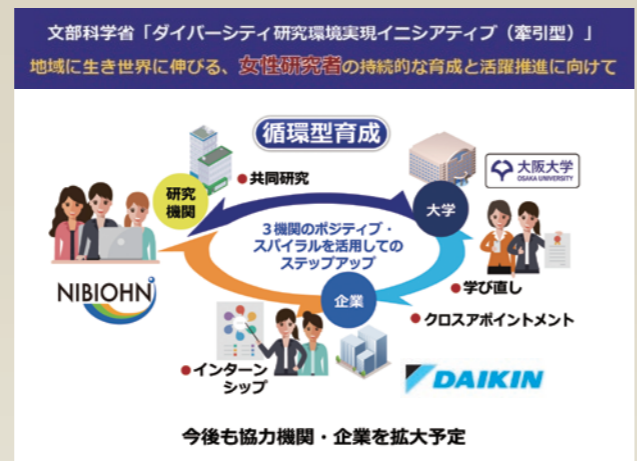 文部科学省「ダイバーシティ研究環境実現イニシアティブ（牽引型）」
地域に生き世界に伸びる、女性研究者の持続的な育成と活躍推進に向けて
循環型育成
共同研究
研究
機関
大学
大阪大学
OSAKA UNIVERSITY
3機関のポジティブ・
スパイラルを活用しての
ステップアップ
NIBIOHN
企業
学び直し
クロスアポイントメント
インターン
シップ
DAIKIN
今後も協力機関・企業を拡大予定